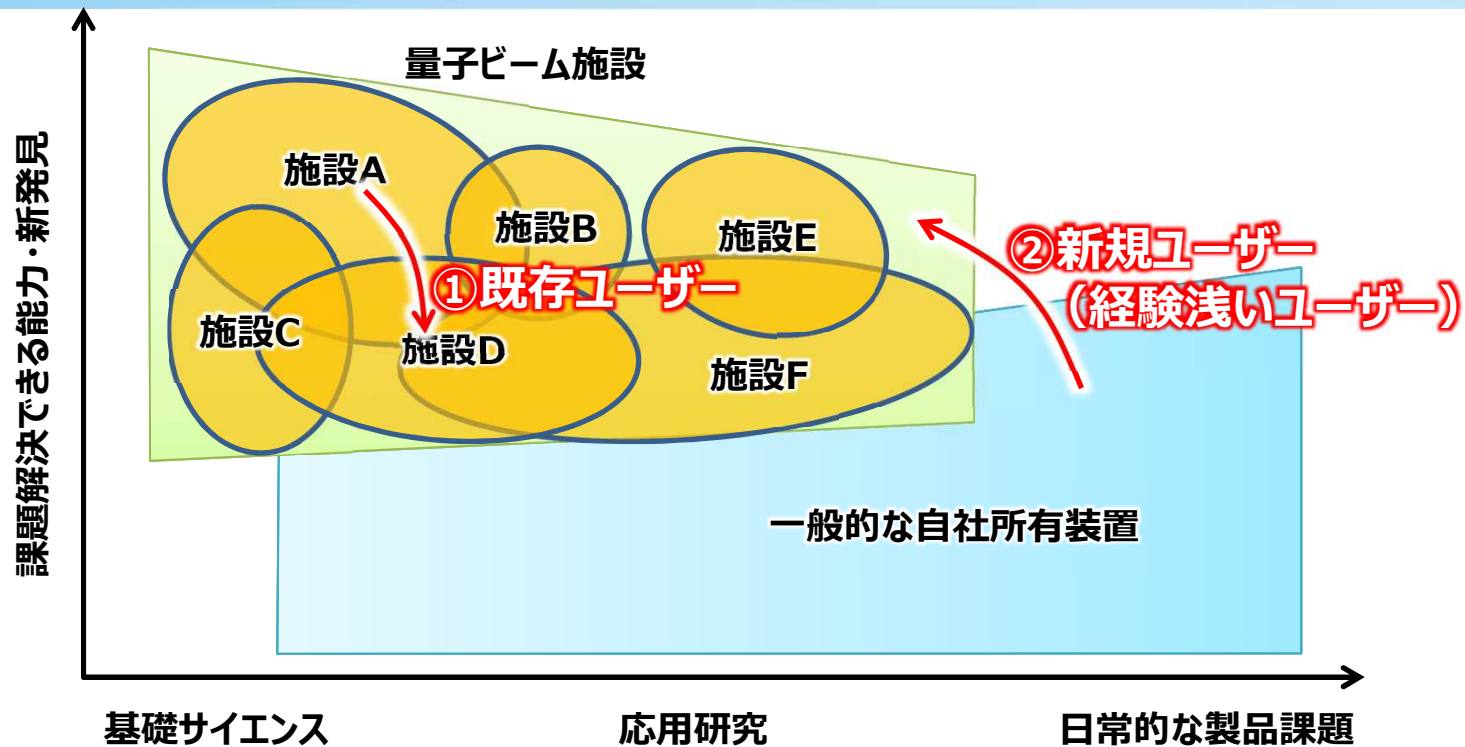 量子ビーム施設
課題解決できる能力・新発見
施設A
施設B
施設E
①既存ユーザー
②新規ユーザー
（経験浅いユーザー）
施設C
施設D
施設F
一般的な自社所有装置
基礎サイエンス
応用研究
日常的な製品課題